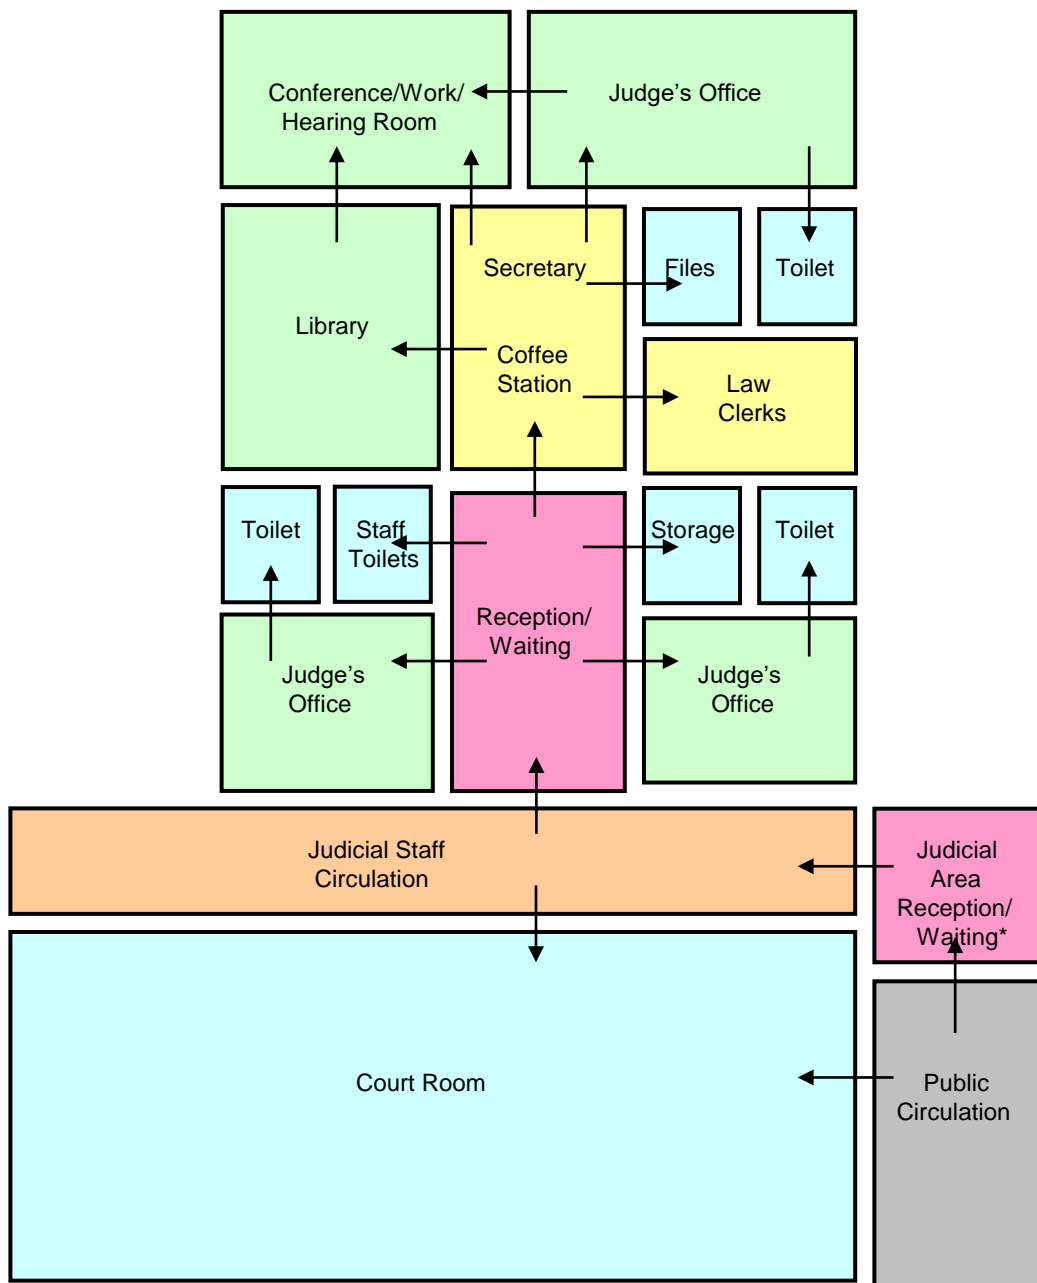 Conference/Work/
Hearing Room
Judge's Office
Secretary
Files
Toilet
Library
Coffee
Station
Law
Clerks
Toilet
Staff
Toilets
Storage
Toilet
Reception/
Waiting
Judge's
Office
Judge's
Office
Judicial Staff
Circulation
Judicial
Area
Reception/
Waiting*
Court Room
Public
Circulation